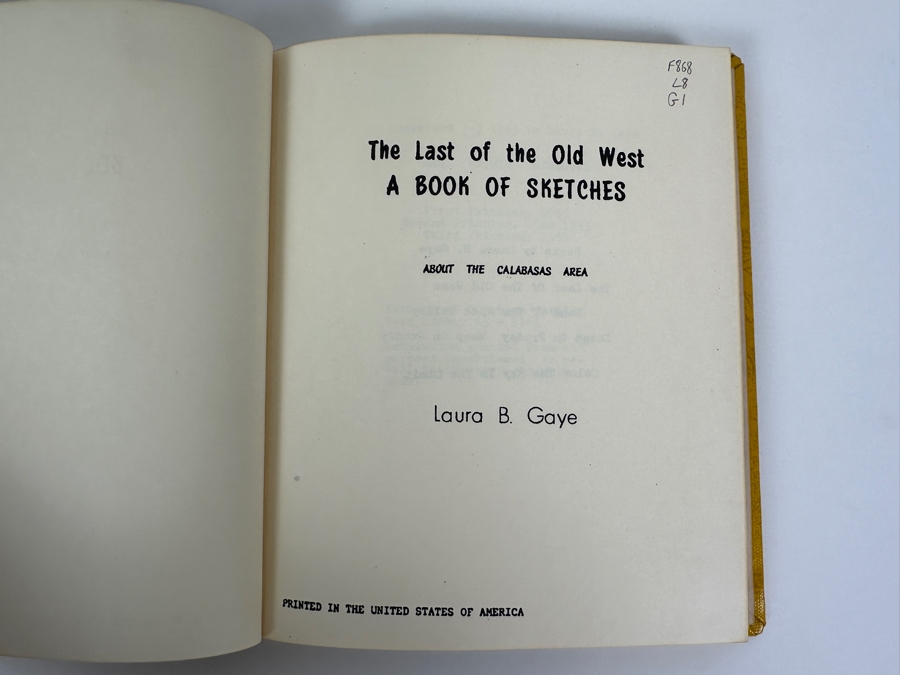 F868
L8
G1
The Last of the Old West
A BOOK OF SKETCHES
ABOUT THE CALABASAS AREA
Laura B. Gaye
PRINTED IN THE UNITED STATES OF AMERICA